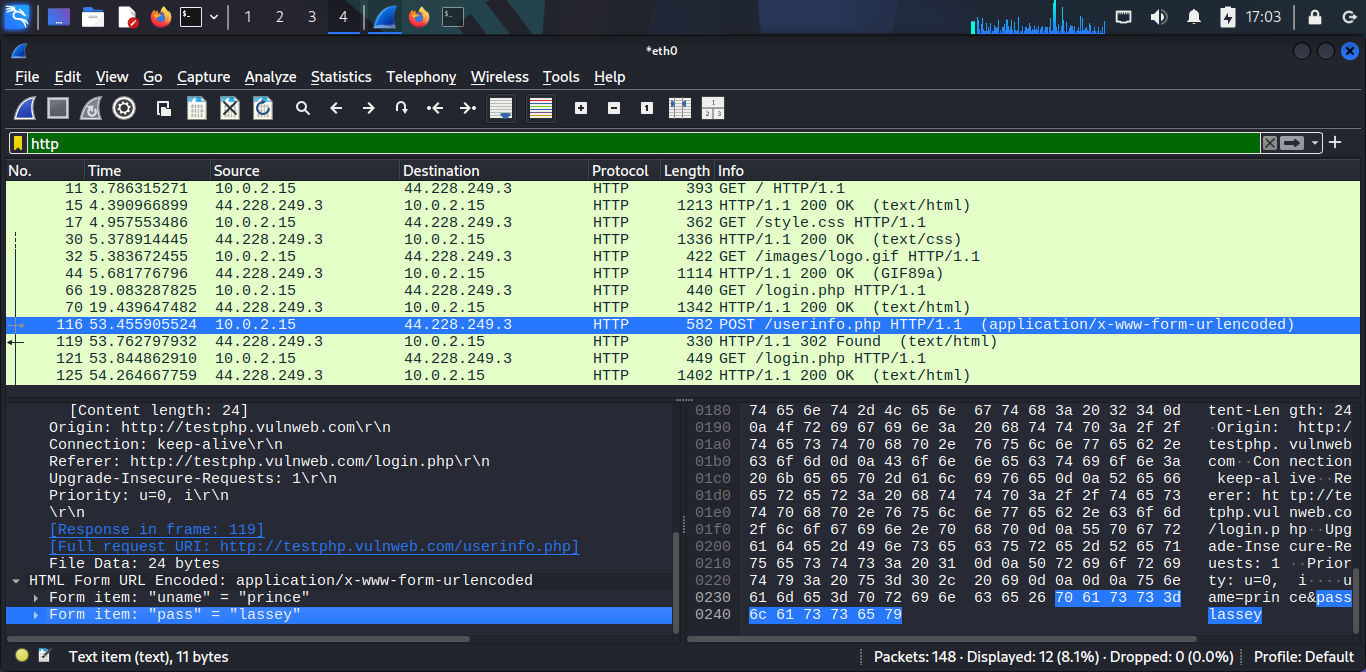 1 2 3 4 17:03
*eth0
File Edit View Go Capture Analyze Statistics Telephony Wireless Tools Help
http
No. Time Source Destination Protocol Length Info
11 3.786315271 10.0.2.15 44.228.249.3 HTTP 393 GET / HTTP/1.1
15 4.390966899 44.228.249.3 10.0.2.15 HTTP 1213 HTTP/1.1 200 OK (text/html)
17 4.957553486 10.0.2.15 44.228.249.3 HTTP 362 GET /style.css HTTP/1.1
30 5.378914445 44.228.249.3 10.0.2.15 HTTP 1336 HTTP/1.1 200 OK (text/css)
32 5.383672455 10.0.2.15 44.228.249.3 HTTP 422 GET /images/logo.gif HTTP/1.1
44 5.681776796 44.228.249.3 10.0.2.15 HTTP 1114 HTTP/1.1 200 OK (GIF89a)
66 19.083287825 10.0.2.15 44.228.249.3 HTTP 440 GET /login.php HTTP/1.1
70 19.439647482 44.228.249.3 10.0.2.15 HTTP 1342 HTTP/1.1 200 OK (text/html)
116 53.455905524 10.0.2.15 44.228.249.3 HTTP 582 POST /userinfo.php HTTP/1.1 (application/x-www-form-urlencoded)
119 53.762797932 44.228.249.3 10.0.2.15 HTTP 330 HTTP/1.1 302 Found (text/html)
121 53.844862910 10.0.2.15 44.228.249.3 HTTP 449 GET /login.php HTTP/1.1
125 54.264667759 44.228.249.3 10.0.2.15 HTTP 1402 HTTP/1.1 200 OK (text/html)
[Content length: 24]
Origin: http://testphp.vulnweb.com\r\n
Connection: keep-alive\r\n
Referer: http://testphp.vulnweb.com/login.php\r\n
Upgrade-Insecure-Requests: 1\r\n
Priority: u=0, i\r\n
\r\n
[Response in frame: 119]
[Full request URI: http://testphp.vulnweb.com/userinfo.php]
File Data: 24 bytes
HTML Form URL Encoded: application/x-www-form-urlencoded
Form item: "uname" = "prince"
Form item: "pass" = "lassey"
0180 74 65 6e 74 2d 4c 65 6e 67 74 68 3a 20 32 34 0d tent-Len gth: 24
0190 0a 4f 72 69 67 69 6e 3a 20 68 74 74 70 3a 2f 2f ·Origin: http:/
01a0 74 65 73 74 70 68 70 2e 76 75 6c 6e 77 65 62 2e testphp. vulnweb
01b0 63 6f 6d 0d 0a 43 6f 6e 6e 65 63 74 69 6f 6e 3a com··Con nection
01c0 20 6b 65 65 70 2d 61 6c 69 76 65 0d 0a 52 65 66 keep-al ive··Re
01d0 65 72 65 72 3a 20 68 74 74 70 3a 2f 2f 74 65 73 erer: ht tp://te
01e0 74 70 68 70 2e 76 75 6c 6e 77 65 62 2e 63 6f 6d tphp.vul nweb.co
01f0 2f 6c 6f 67 69 6e 2e 70 68 70 0d 0a 55 70 67 72 /login.p hp··Upg
0200 61 64 65 2d 49 6e 73 65 63 75 72 65 2d 52 65 71 ade-Inse cure-Re
0210 75 65 73 74 73 3a 20 31 0d 0a 50 72 69 6f 72 69 uests: 1 ··Prior
0220 74 79 3a 20 75 3d 30 2c 20 69 0d 0a 0d 0a 75 6e ty: u=0, i····u
0230 61 6d 65 3d 70 72 69 6e 63 65 26 70 61 73 73 3d ame=prin ce&pass
0240 6c 61 73 73 65 79 lassey
Text item (text), 11 bytes Packets: 148 · Displayed: 12 (8.1%) · Dropped: 0 (0.0%) Profile: Default